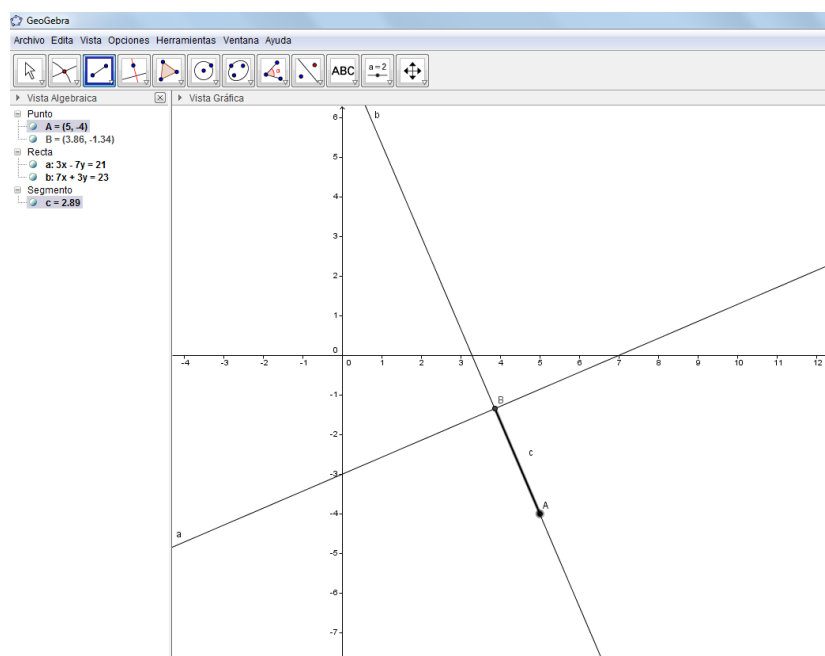 GeoGebra
Archivo Edita Vista Opciones Herramientas Ventana Ayuda
ABC a=2
Vista Algebraica
Vista Gráfica
Punto
A = (5, -4)
B = (3.86, -1.34)
Recta
a: 3x - 7y = 21
b: 7x + 3y = 23
Segmento
c = 2.89
b
6
5
4
3
2
1
0
-4 -3 -2 -1 0 1 2 3 4 5 6 7 8 9 10 11 12
-1
B
-2
c
-3
A
-4
a
-5
-6
-7